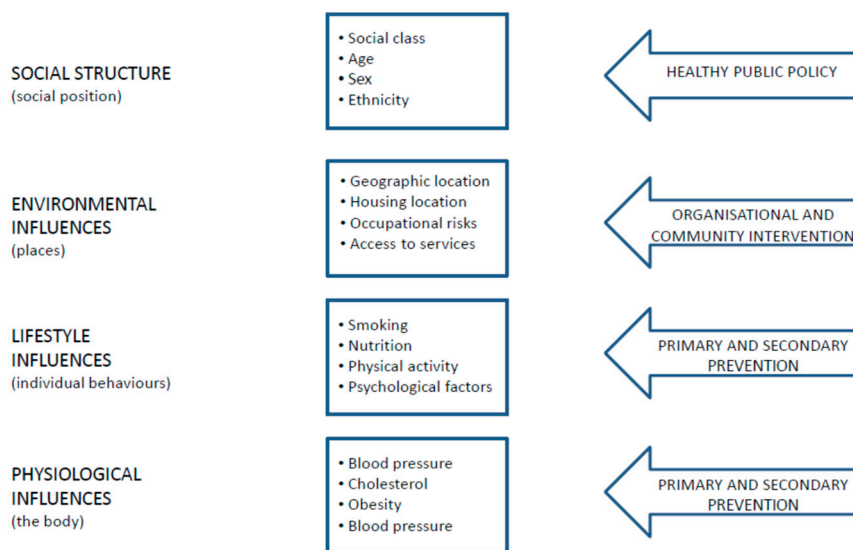 SOCIAL STRUCTURE
(social position)
• Social class
• Age
• Sex
• Ethnicity
HEALTHY PUBLIC POLICY
ENVIRONMENTAL
INFLUENCES
(places)
• Geographic location
• Housing location
• Occupational risks
• Access to services
ORGANISATIONAL AND
COMMUNITY INTERVENTION
LIFESTYLE
INFLUENCES
(individual behaviours)
• Smoking
• Nutrition
• Physical activity
• Psychological factors
PRIMARY AND SECONDARY
PREVENTION
PHYSIOLOGICAL
INFLUENCES
(the body)
• Blood pressure
• Cholesterol
• Obesity
• Blood pressure
PRIMARY AND SECONDARY
PREVENTION